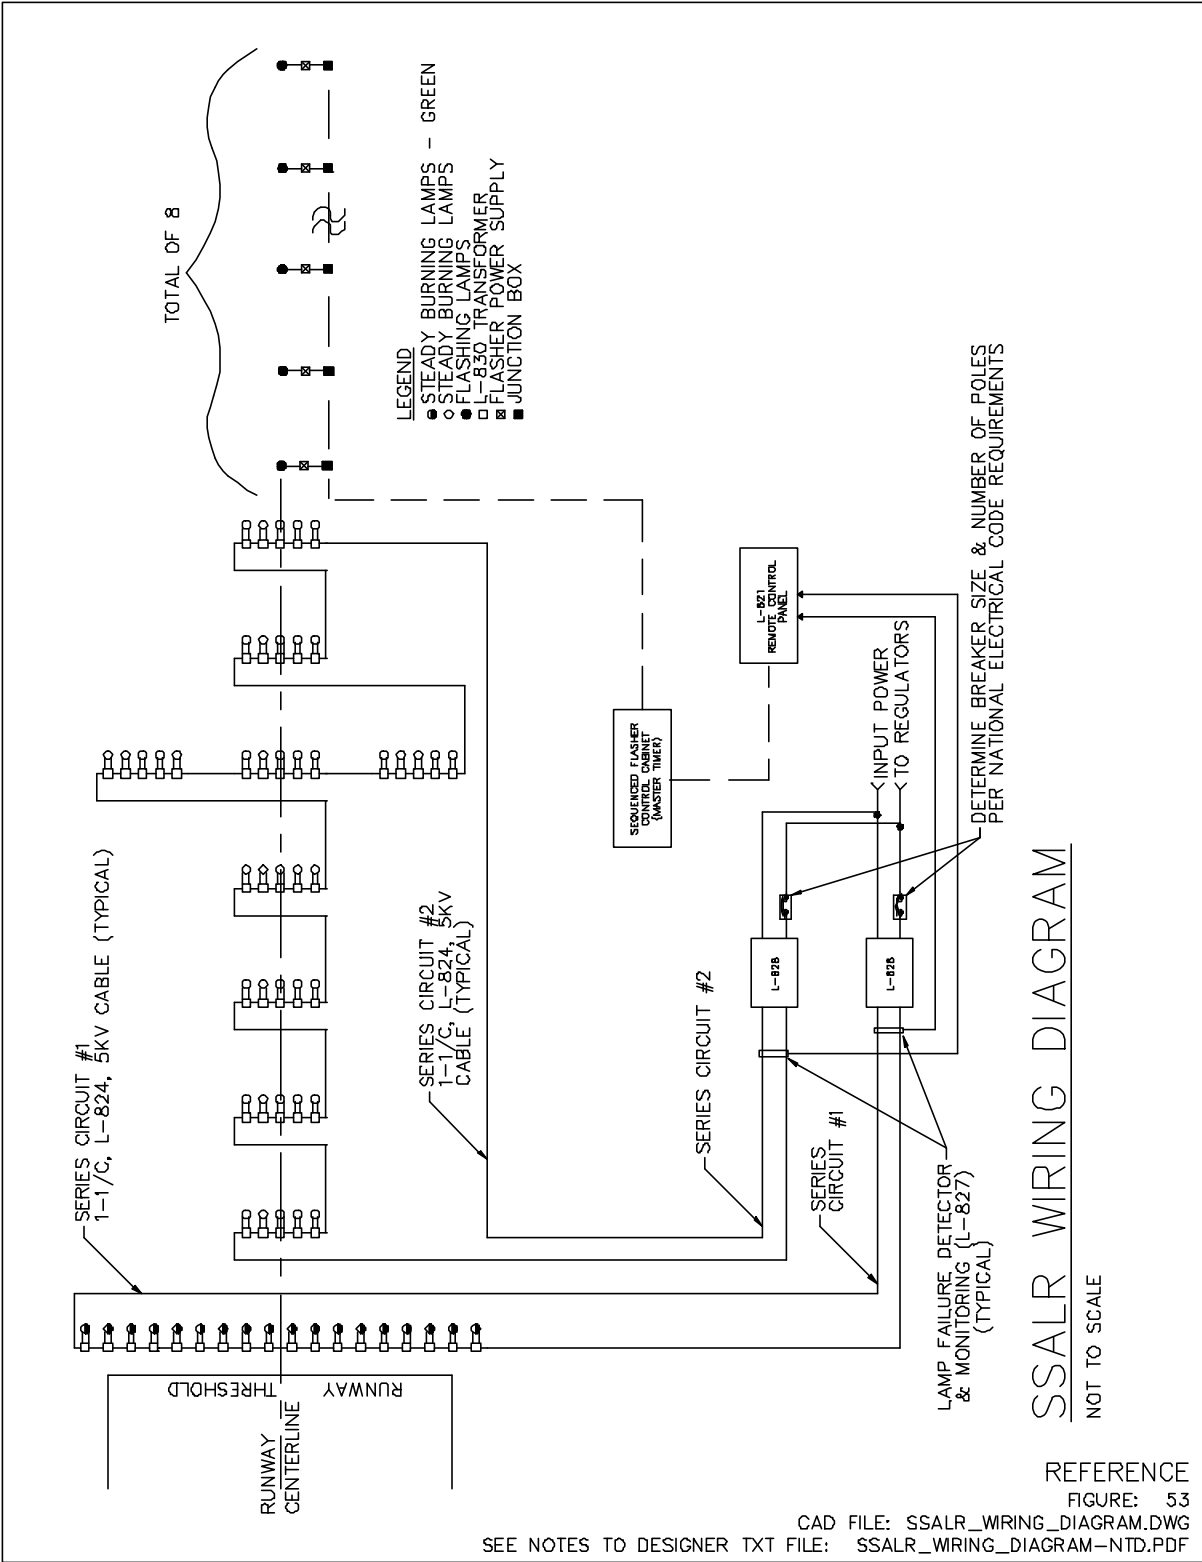 TOTAL OF 8
LEGEND
STEADY BURNING LAMPS - GREEN
STEADY BURNING LAMPS
FLASHING LAMPS
L-830 TRANSFORMER
FLASHER POWER SUPPLY
JUNCTION BOX
SERIES CIRCUIT #1
1-1/C, L-824, 5KV CABLE (TYPICAL)
SERIES CIRCUIT #2
1-1/C, L-824, 5KV
CABLE (TYPICAL)
SEQUENCED FLASHER
CONTROL CABINET
(MASTER TIMER)
L-821
REMOTE CONTROL
PANEL
INPUT POWER
TO REGULATORS
DETERMINE BREAKER SIZE & NUMBER OF POLES
PER NATIONAL ELECTRICAL CODE REQUIREMENTS
L-828
L-828
SERIES CIRCUIT #2
SERIES
CIRCUIT #1
LAMP FAILURE DETECTOR
& MONITORING (L-827)
(TYPICAL)
RUNWAY
THRESHOLD
RUNWAY
CENTERLINE
SSALR WIRING DIAGRAM
NOT TO SCALE
REFERENCE
FIGURE: 53
CAD FILE: SSALR_WIRING_DIAGRAM.DWG
SEE NOTES TO DESIGNER TXT FILE: SSALR_WIRING_DIAGRAM-NTD.PDF